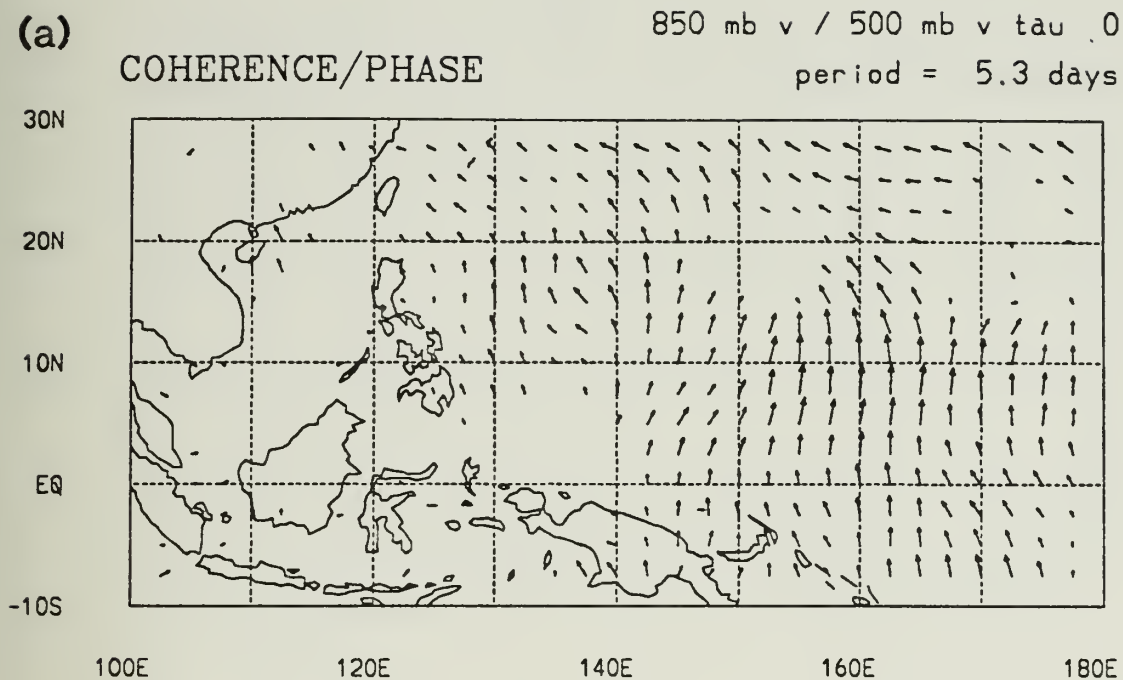 (a)
850 mb v / 500 mb v tau 0
COHERENCE/PHASE
period = 5.3 days
30N
20N
10N
EQ
-10S
100E 120E 140E 160E 180E